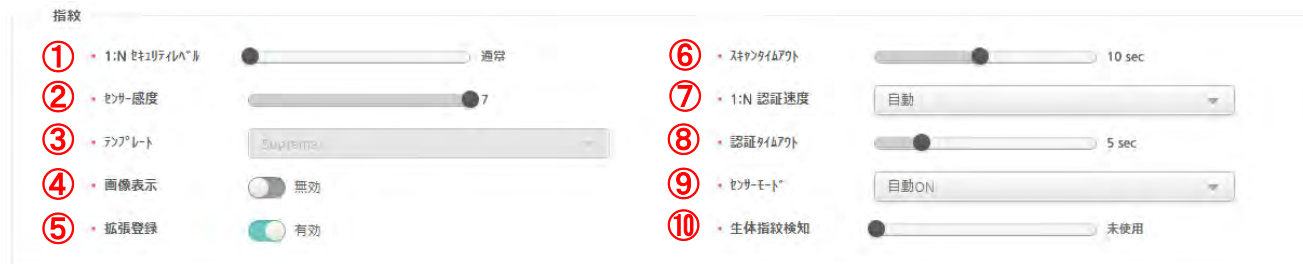 指紋
① • 1:N ｾｷｭﾘﾃｨﾚﾍﾞﾙ 通常
② • ｾﾝｻｰ感度 7
③ • ﾃﾝﾌﾟﾚｰﾄ Suprema
④ • 画像表示 無効
⑤ • 拡張登録 有効
⑥ • ｽｷｬﾝﾀｲﾑｱｳﾄ 10 sec
⑦ • 1:N 認証速度 自動
⑧ • 認証ﾀｲﾑｱｳﾄ 5 sec
⑨ • ｾﾝｻｰﾓｰﾄﾞ 自動ON
⑩ • 生体指紋検知 未使用